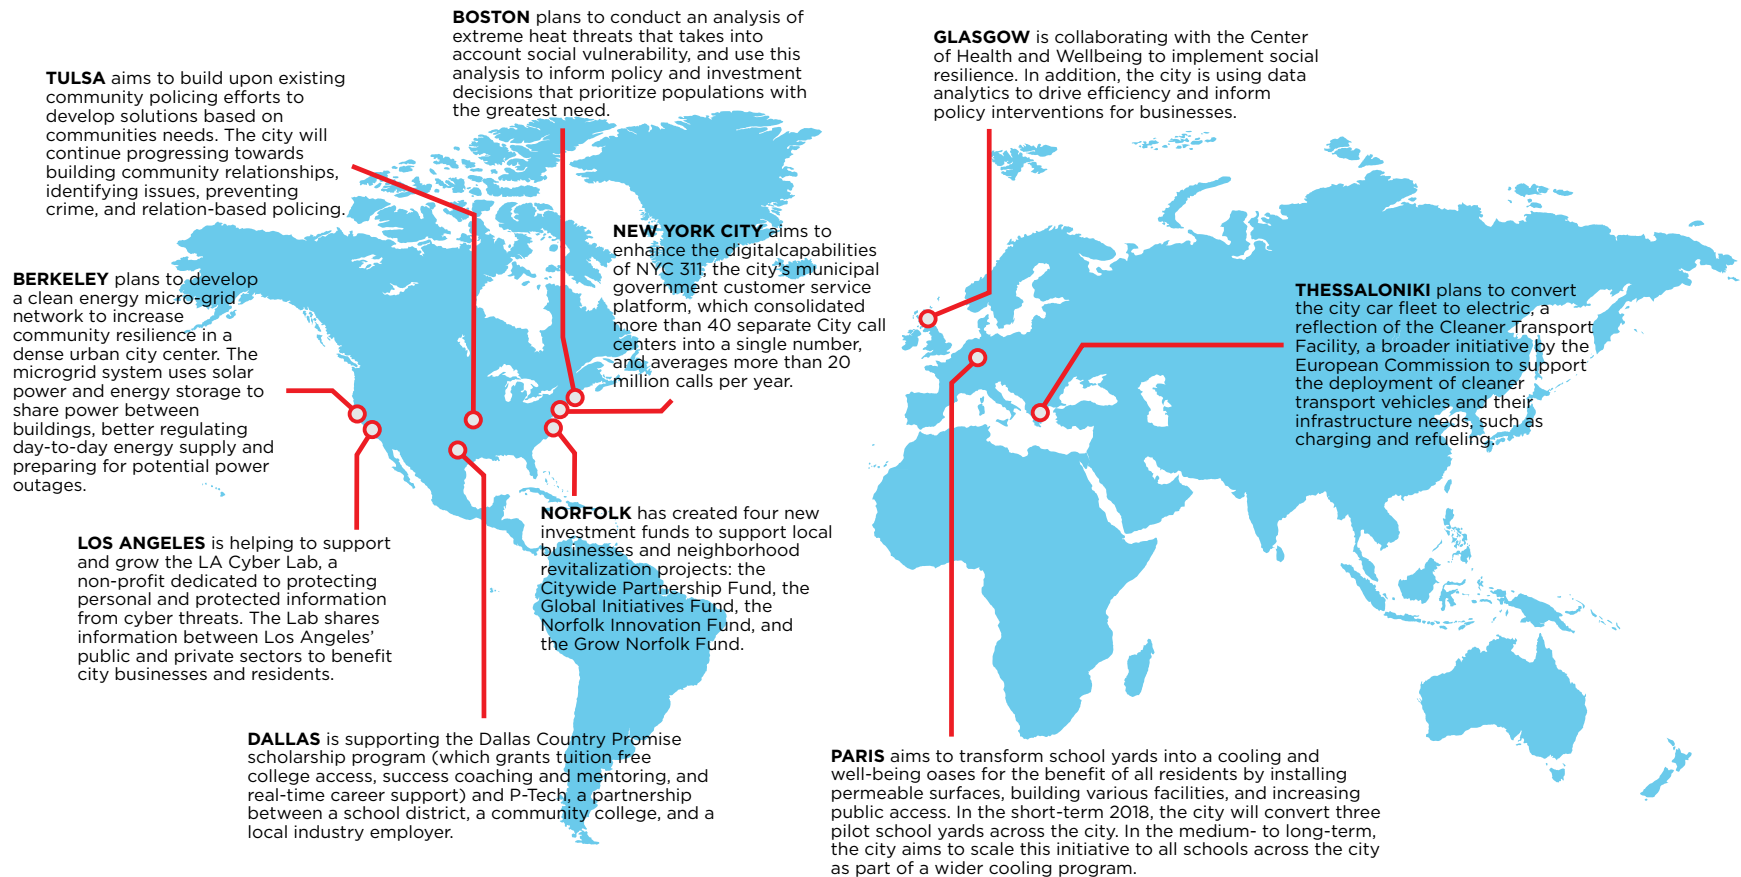 BOSTON plans to conduct an analysis of
extreme heat threats that takes into
account social vulnerability, and use this
analysis to inform policy and investment
decisions that prioritize populations with
the greatest need.
GLASGOW is collaborating with the Center
of Health and Wellbeing to implement social
resilience. In addition, the city is using data
analytics to drive efficiency and inform
policy interventions for businesses.
TULSA aims to build upon existing
community policing efforts to
develop solutions based on
communities needs. The city will
continue progressing towards
building community relationships,
identifying issues, preventing
crime, and relation-based policing.
NEW YORK CITY aims to
enhance the digitalcapabilities
of NYC 311, the city's municipal
government customer service
platform, which consolidated
more than 40 separate City call
centers into a single number,
and averages more than 20
million calls per year.
BERKELEY plans to develop
a clean energy micro-grid
network to increase
community resilience in a
dense urban city center. The
microgrid system uses solar
power and energy storage to
share power between
buildings, better regulating
day-to-day energy supply and
preparing for potential power
outages.
THESSALONIKI plans to convert
the city car fleet to electric, a
reflection of the Cleaner Transport
Facility, a broader initiative by the
European Commission to support
the deployment of cleaner
transport vehicles and their
infrastructure needs, such as
charging and refueling.
NORFOLK has created four new
investment funds to support local
businesses and neighborhood
revitalization projects: the
Citywide Partnership Fund, the
Global Initiatives Fund, the
Norfolk Innovation Fund, and
the Grow Norfolk Fund.
LOS ANGELES is helping to support
and grow the LA Cyber Lab, a
non-profit dedicated to protecting
personal and protected information
from cyber threats. The Lab shares
information between Los Angeles'
public and private sectors to benefit
city businesses and residents.
DALLAS is supporting the Dallas Country Promise
scholarship program (which grants tuition free
college access, success coaching and mentoring, and
real-time career support) and P-Tech, a partnership
between a school district, a community college, and a
local industry employer.
PARIS aims to transform school yards into a cooling and
well-being oases for the benefit of all residents by installing
permeable surfaces, building various facilities, and increasing
public access. In the short-term 2018, the city will convert three
pilot school yards across the city. In the medium- to long-term,
the city aims to scale this initiative to all schools across the city
as part of a wider cooling program.